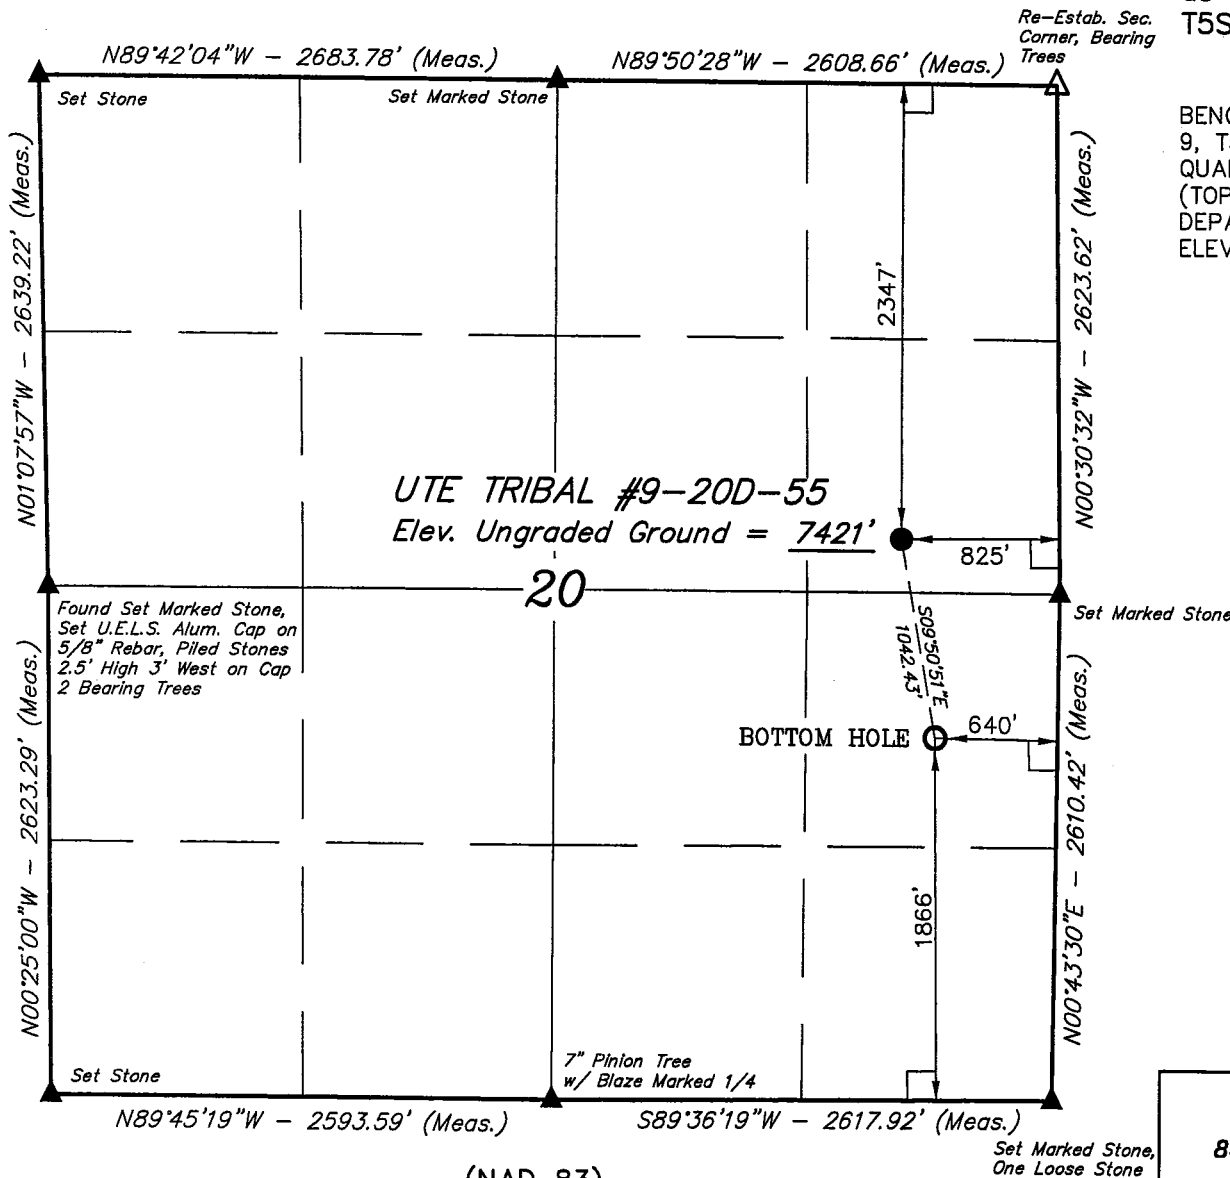 Re-Estab. Sec.
Corner, Bearing
Trees
T5S
N89°42'04"W - 2683.78' (Meas.)
N89°50'28"W - 2608.66' (Meas.)
Set Stone
Set Marked Stone
BENC
9, T
QUA
(TOP
DEPA
ELEV
N01°07'57"W - 2639.22' (Meas.)
N00°30'32"W - 2623.62' (Meas.)
2347'
UTE TRIBAL #9-20D-55
Elev. Ungraded Ground = 7421'
825'
20
Found Set Marked Stone,
Set U.E.L.S. Alum. Cap on
5/8" Rebar, Piled Stones
2.5' High 3' West on Cap
2 Bearing Trees
Set Marked Stone
S09°50'51"E
1042.43'
BOTTOM HOLE
640'
N00°25'00"W - 2623.29' (Meas.)
N00°43'30"E - 2610.42' (Meas.)
1866'
Set Stone
7" Pinion Tree
w/ Blaze Marked 1/4
N89°45'19"W - 2593.59' (Meas.)
S89°36'19"W - 2617.92' (Meas.)
Set Marked Stone,
One Loose Stone
(NAD 83)